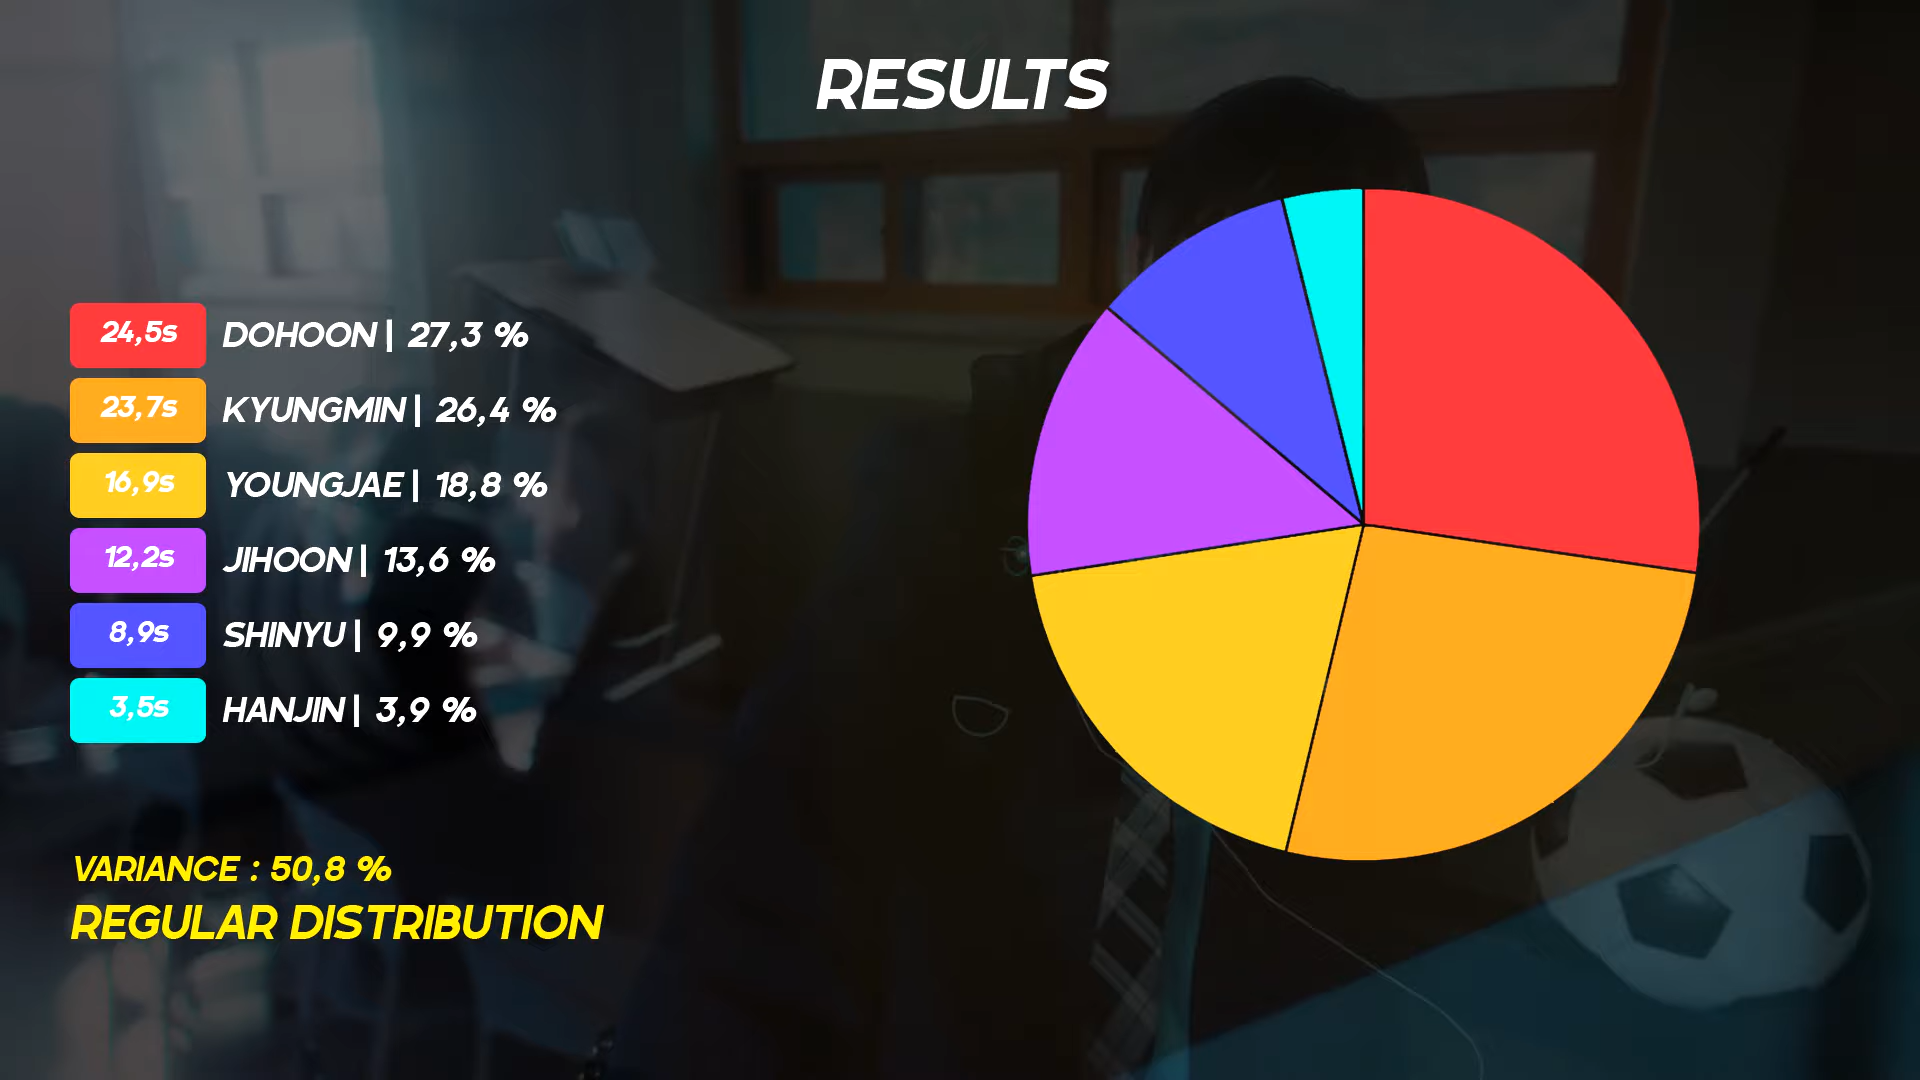 RESULTS
24,5s DOHOON | 27,3 %
23,7s KYUNGMIN | 26,4 %
16,9s YOUNGJAE | 18,8 %
12,2s JIHOON | 13,6 %
8,9s SHINYU | 9,9 %
3,5s HANJIN | 3,9 %
VARIANCE : 50,8 %
REGULAR DISTRIBUTION